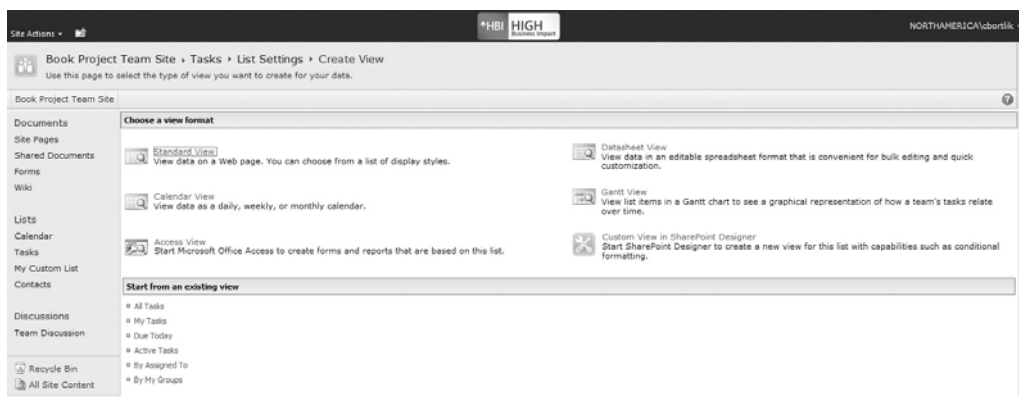 Site Actions
*HBI HIGH
Business Impact
NORTHAMERICA\cbortlik
Book Project Team Site › Tasks › List Settings › Create View
Use this page to select the type of view you want to create for your data.
Book Project Team Site
Documents
Site Pages
Shared Documents
Forms
Wiki
Lists
Calendar
Tasks
My Custom List
Contacts
Discussions
Team Discussion
Recycle Bin
All Site Content
Choose a view format
Standard View
View data on a Web page. You can choose from a list of display styles.
Calendar View
View data as a daily, weekly, or monthly calendar.
Access View
Start Microsoft Office Access to create forms and reports that are based on this list.
Datasheet View
View data in an editable spreadsheet format that is convenient for bulk editing and quick
customization.
Gantt View
View list items in a Gantt chart to see a graphical representation of how a team's tasks relate
over time.
Custom View in SharePoint Designer
Start SharePoint Designer to create a new view for this list with capabilities such as conditional
formatting.
Start from an existing view
All Tasks
My Tasks
Due Today
Active Tasks
By Assigned To
By My Groups